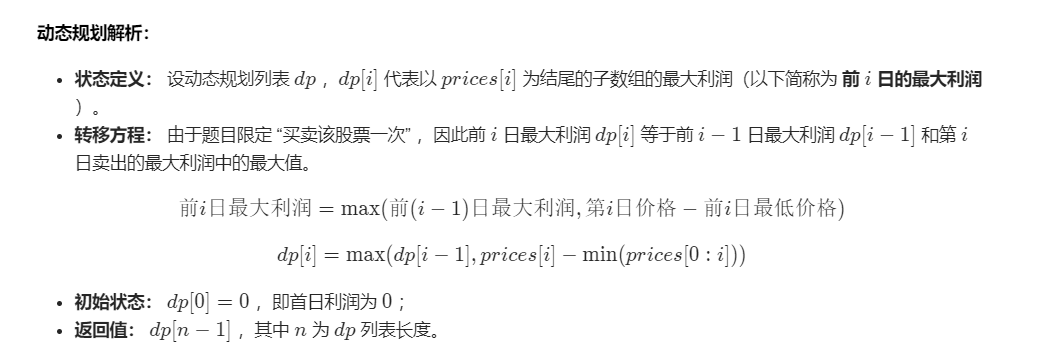 动态规划解析：
• 状态定义： 设动态规划列表 dp ，dp[i] 代表以 prices[i] 为结尾的子数组的最大利润（以下简称为 前 i 日的最大利润
）。
• 转移方程： 由于题目限定 “买卖该股票一次” ，因此前 i 日最大利润 dp[i] 等于前 i − 1 日最大利润 dp[i − 1] 和第 i
日卖出的最大利润中的最大值。
前i日最大利润 = max(前(i − 1)日最大利润, 第i日价格 − 前i日最低价格)
dp[i] = max(dp[i − 1], prices[i] − min(prices[0 : i]))
• 初始状态： dp[0] = 0 ，即首日利润为 0 ；
• 返回值： dp[n − 1] ，其中 n 为 dp 列表长度。